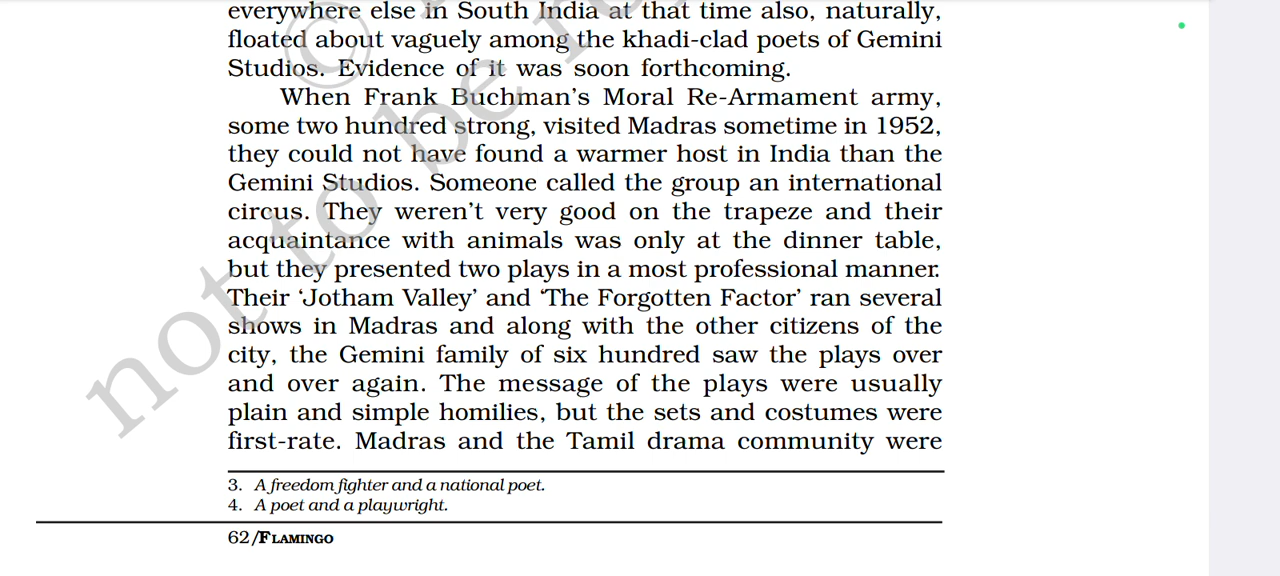 everywhere else in South India at that time also, naturally,
floated about vaguely among the khadi-clad poets of Gemini
Studios. Evidence of it was soon forthcoming.
When Frank Buchman’s Moral Re-Armament army,
some two hundred strong, visited Madras sometime in 1952,
they could not have found a warmer host in India than the
Gemini Studios. Someone called the group an international
circus. They weren’t very good on the trapeze and their
acquaintance with animals was only at the dinner table,
but they presented two plays in a most professional manner.
Their ‘Jotham Valley’ and ‘The Forgotten Factor’ ran several
shows in Madras and along with the other citizens of the
city, the Gemini family of six hundred saw the plays over
and over again. The message of the plays were usually
plain and simple homilies, but the sets and costumes were
first-rate. Madras and the Tamil drama community were
3. A freedom fighter and a national poet.
4. A poet and a playwright.
62/FLAMINGO
©
not to be r